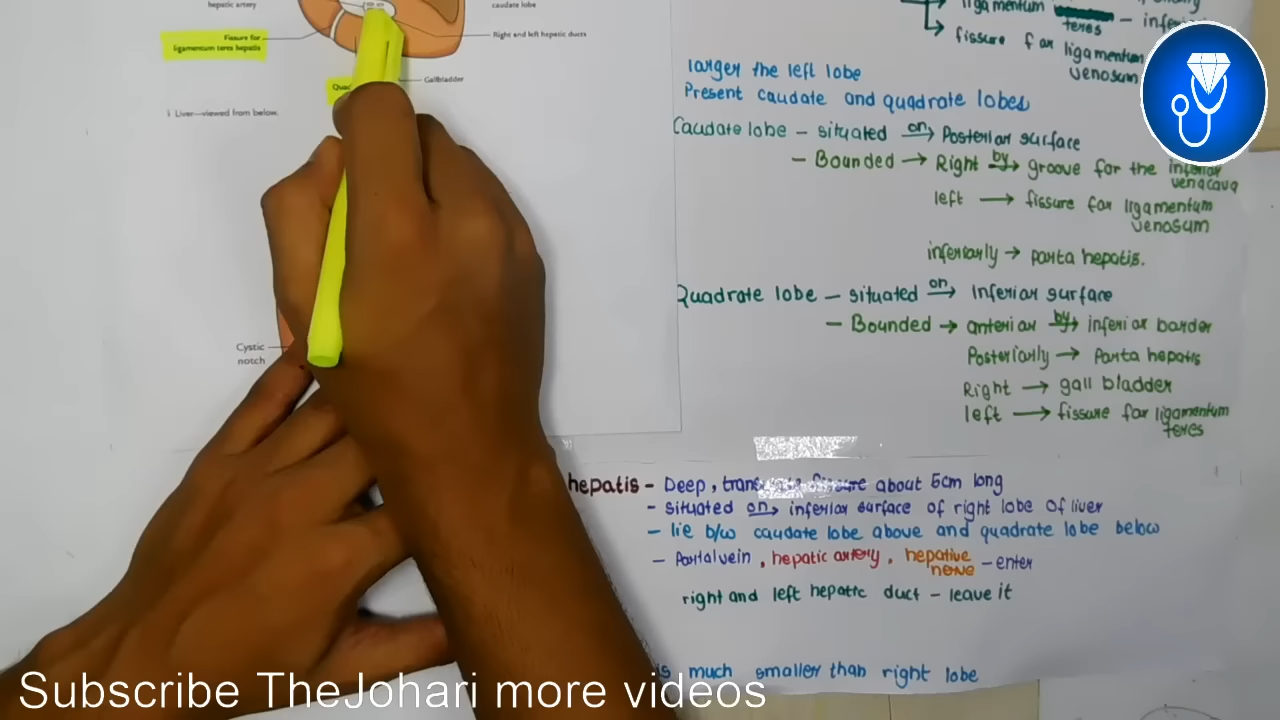 hepatic artery
caudate lobe
Fissure for
ligamentum teres hepatis
Right and left hepatic ducts
Gallbladder
Liver—viewed from below.
Cystic
notch
ligamentum
teres
fissure for ligamentum
venosum
larger the left lobe
Present caudate and quadrate lobes
Caudate lobe - situated on→ Posterior surface
- Bounded → Right by→ groove for the inferior
venacava
left → fissure for ligamentum
venosum
inferiorly → porta hepatis.
Quadrate lobe - situated on→ Inferior surface
- Bounded → anterior by→ inferior border
Posteriorly → Porta hepatis
Right → gall bladder
left → fissure for ligamentum
teres
hepatis - Deep, fissure about 5cm long
- situated on→ inferior surface of right lobe of liver
- lie b/w caudate lobe above and quadrate lobe below
- Portalvein, hepatic artery, hepative
nerve - enter
right and left hepatic duct - leave it
is much smaller than right lobe
Subscribe TheJohari more videos